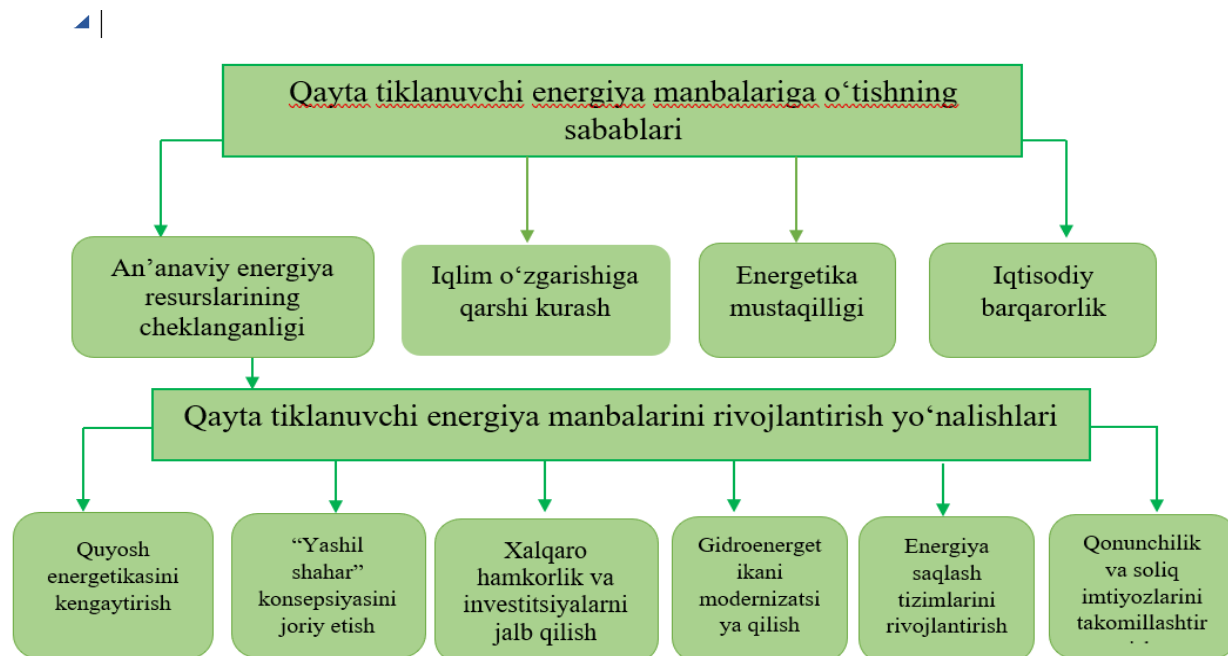 Qayta tiklanuvchi energiya manbalariga o‘tishning
sabablari
An’anaviy energiya
resurslarining
cheklanganligi
Iqlim o‘zgarishiga
qarshi kurash
Energetika
mustaqilligi
Iqtisodiy
barqarorlik
Qayta tiklanuvchi energiya manbalarini rivojlantirish yo‘nalishlari
Quyosh
energetikasini
kengaytirish
“Yashil
shahar”
konsepsiyasini
joriy etish
Xalqaro
hamkorlik va
investitsiyalarni
jalb qilish
Gidroenerget
ikani
modernizatsi
ya qilish
Energiya
saqlash
tizimlarini
rivojlantirish
Qonunchilik
va soliq
imtiyozlarini
takomillashtir